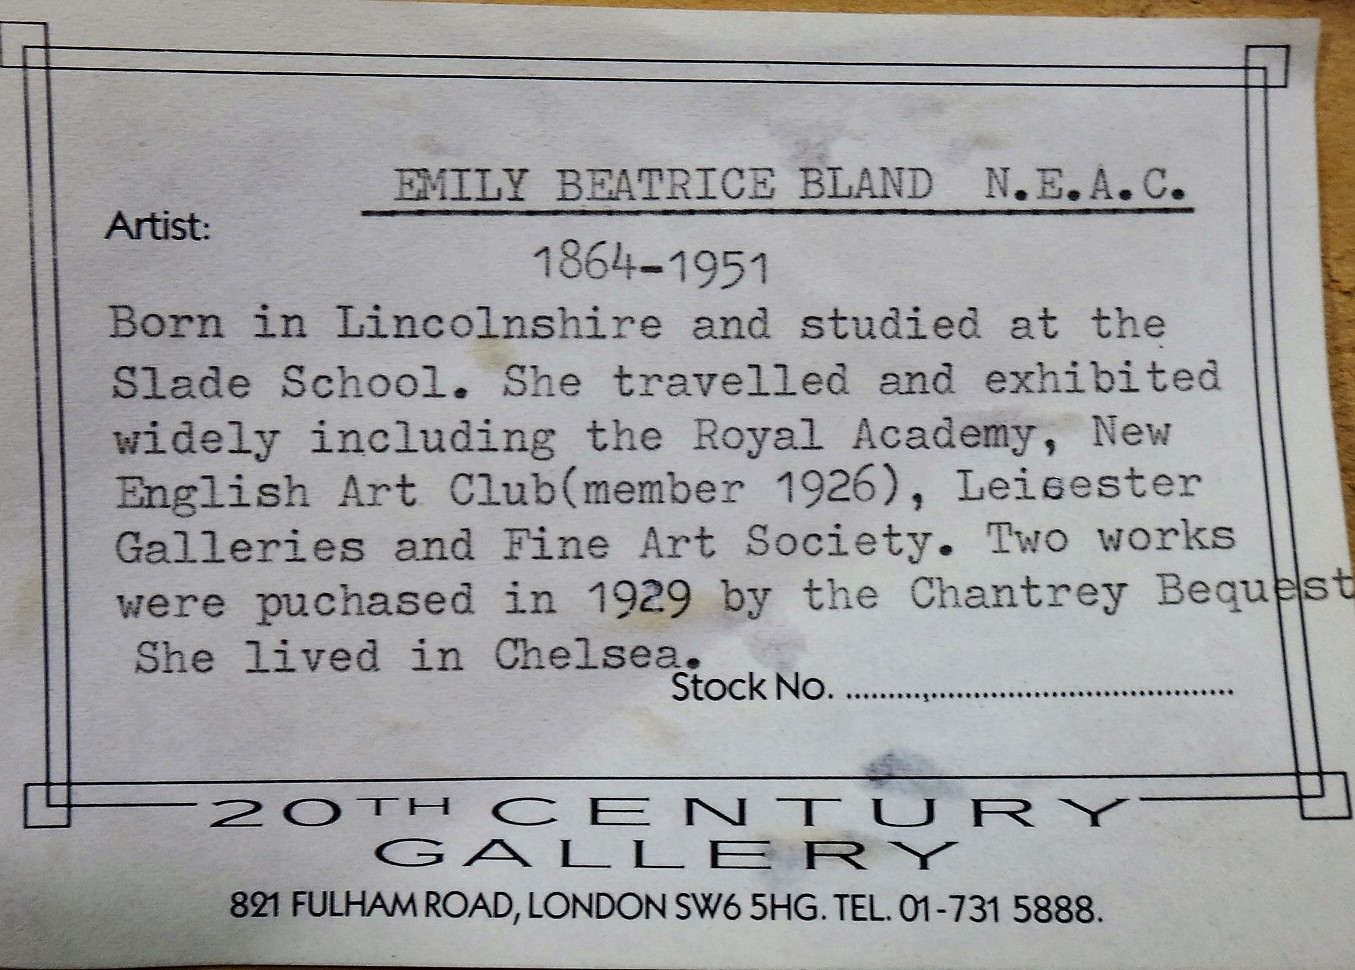 EMILY BEATRICE BLAND N.E.A.C.
Artist:
1864-1951
Born in Lincolnshire and studied at the
Slade School. She travelled and exhibited
widely including the Royal Academy, New
English Art Club(member 1926), Leisester
Galleries and Fine Art Society. Two works
were puchased in 1929 by the Chantrey Bequest
She lived in Chelsea.
Stock No. ..........,........................................
20TH CENTURY
GALLERY
821 FULHAM ROAD, LONDON SW6 5HG. TEL. 01-731 5888.